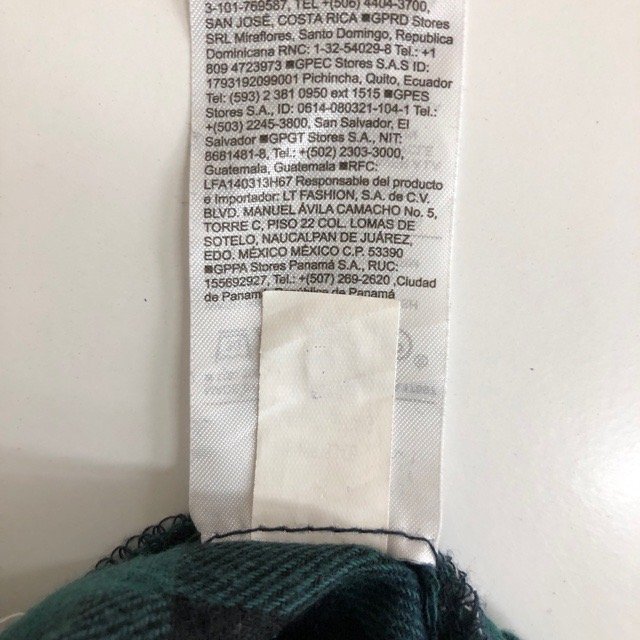 3-101-769587, TEL +(506) 4404-3700,
SAN JOSÉ, COSTA RICA ■GPRD Stores
SRL Miraflores, Santo Domingo, Republica
Dominicana RNC: 1-32-54029-8 Tel.: +1
809 4723973 ■GPEC Stores S.A.S ID:
1793192099001 Pichincha, Quito, Ecuador
Tel: (593) 2 381 0950 ext 1515 ■GPES
Stores S.A., ID: 0614-080321-104-1 Tel.:
+(503) 2245-3800, San Salvador, El
Salvador ■GPGT Stores S.A., NIT:
8681481-8, Tel.: +(502) 2303-3000,
Guatemala, Guatemala ■RFC:
LFA140313H67 Responsable del producto
e Importador: LT FASHION, S.A. de C.V.
BLVD. MANUEL ÁVILA CAMACHO No. 5,
TORRE C, PISO 22 COL. LOMAS DE
SOTELO, NAUCALPAN DE JUÁREZ,
EDO. MÉXICO MÉXICO C.P. 53390
■GPPA Stores Panamá S.A., RUC:
155692927, Tel.: +(507) 269-2620 ,Ciudad
de Panamá, República de Panamá